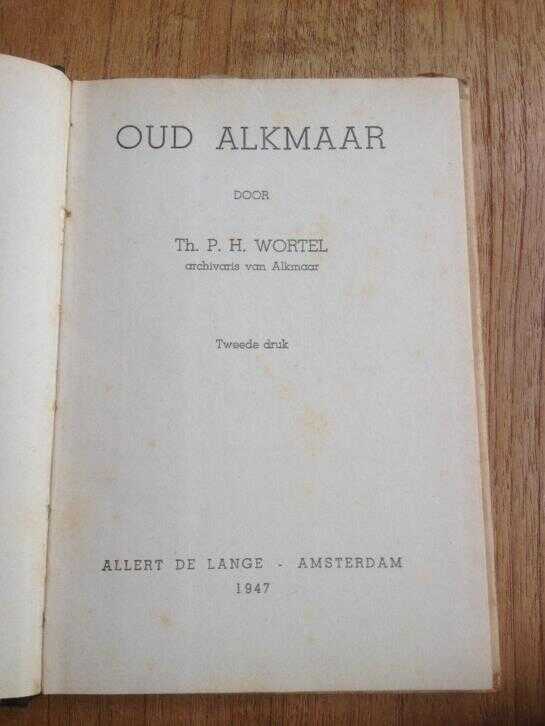 OUD ALKMAAR
DOOR
Th. P. H. WORTEL
archivaris van Alkmaar
Tweede druk
ALLERT DE LANGE - AMSTERDAM
1947